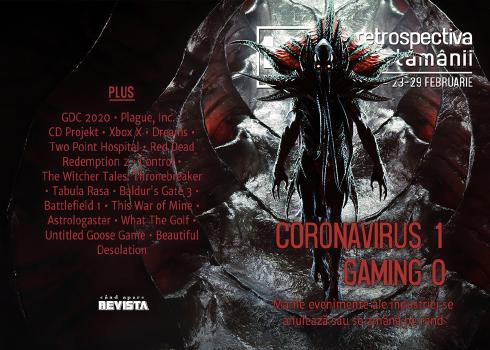 PLUS
GDC 2020 • Plague, Inc.
CD Projekt • Xbox X • Dreams •
Two Point Hospital • Red Dead
Redemption 2 • Control •
The Witcher Tales: Thronebreaker
• Tabula Rasa • Baldur's Gate 3 •
Battlefield 1 • This War of Mine •
Astrologaster • What The Golf •
Untitled Goose Game • Beautiful
Desolation
când apare
REVISTA
retrospectiva
săptămânii
23-29 FEBRUARIE
CORONAVIRUS 1
GAMING 0
Marile evenimente ale industriei se
anulează sau se amână pe rând